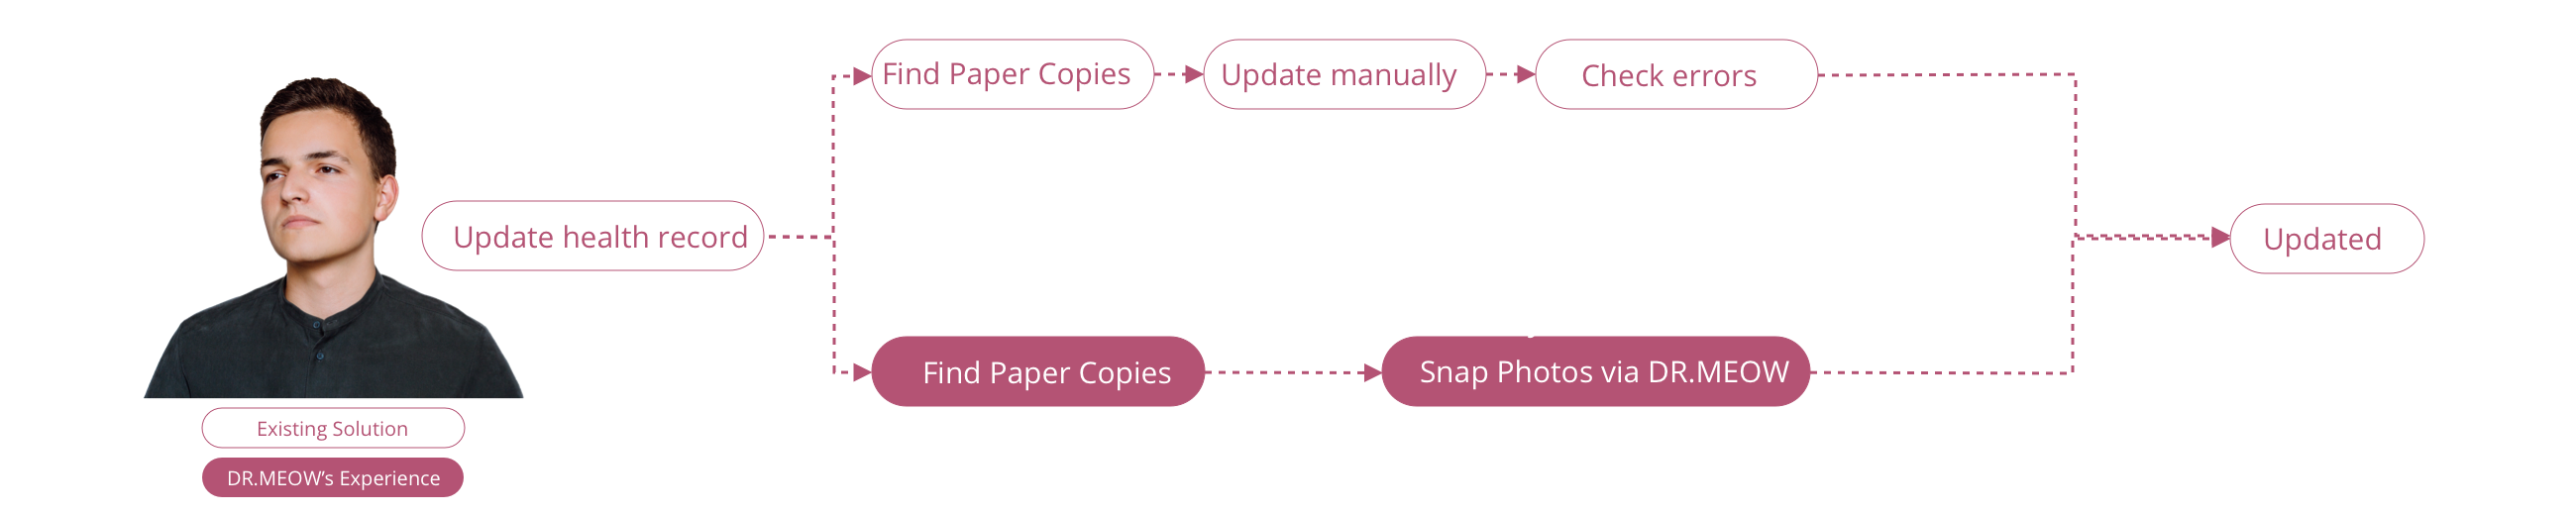 Find Paper Copies
Update manually
Check errors
Update health record
Updated
Find Paper Copies
Snap Photos via DR.MEOW
Existing Solution
DR.MEOW’s Experience